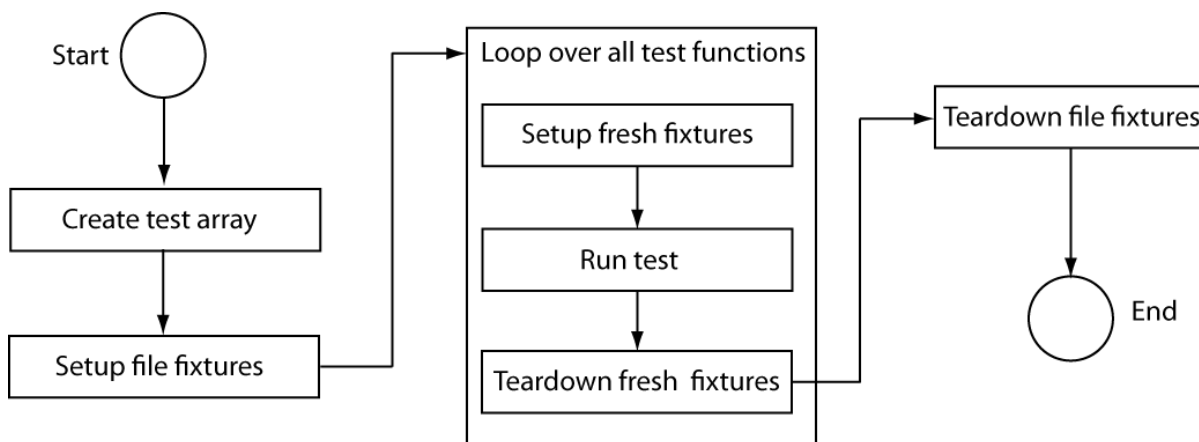 Start
Create test array
Setup file fixtures
Loop over all test functions
Setup fresh fixtures
Run test
Teardown fresh fixtures
Teardown file fixtures
End